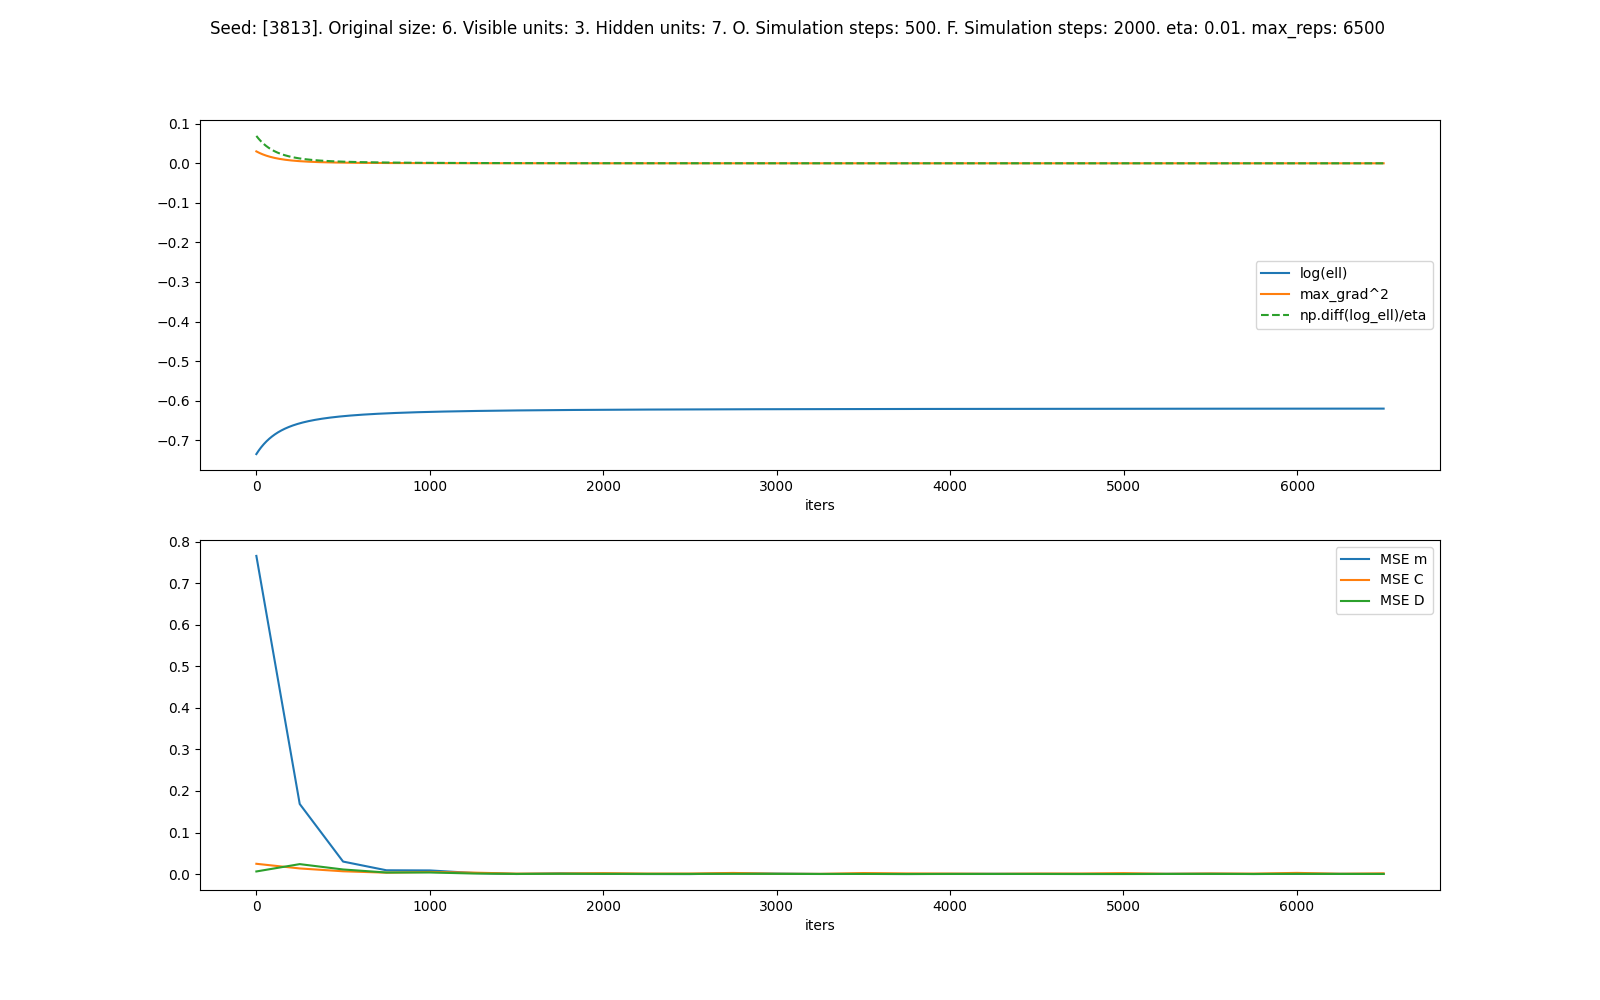 Seed: [3813]. Original size: 6. Visible units: 3. Hidden units: 7. O. Simulation steps: 500. F. Simulation steps: 2000. eta: 0.01. max_reps: 6500
0.1
0.0
−0.1
−0.2
−0.3
−0.4
−0.5
−0.6
−0.7
log(ell)
max_grad^2
np.diff(log_ell)/eta
0 1000 2000 3000 4000 5000 6000
iters
0.8
0.7
0.6
0.5
0.4
0.3
0.2
0.1
0.0
MSE m
MSE C
MSE D
0 1000 2000 3000 4000 5000 6000
iters